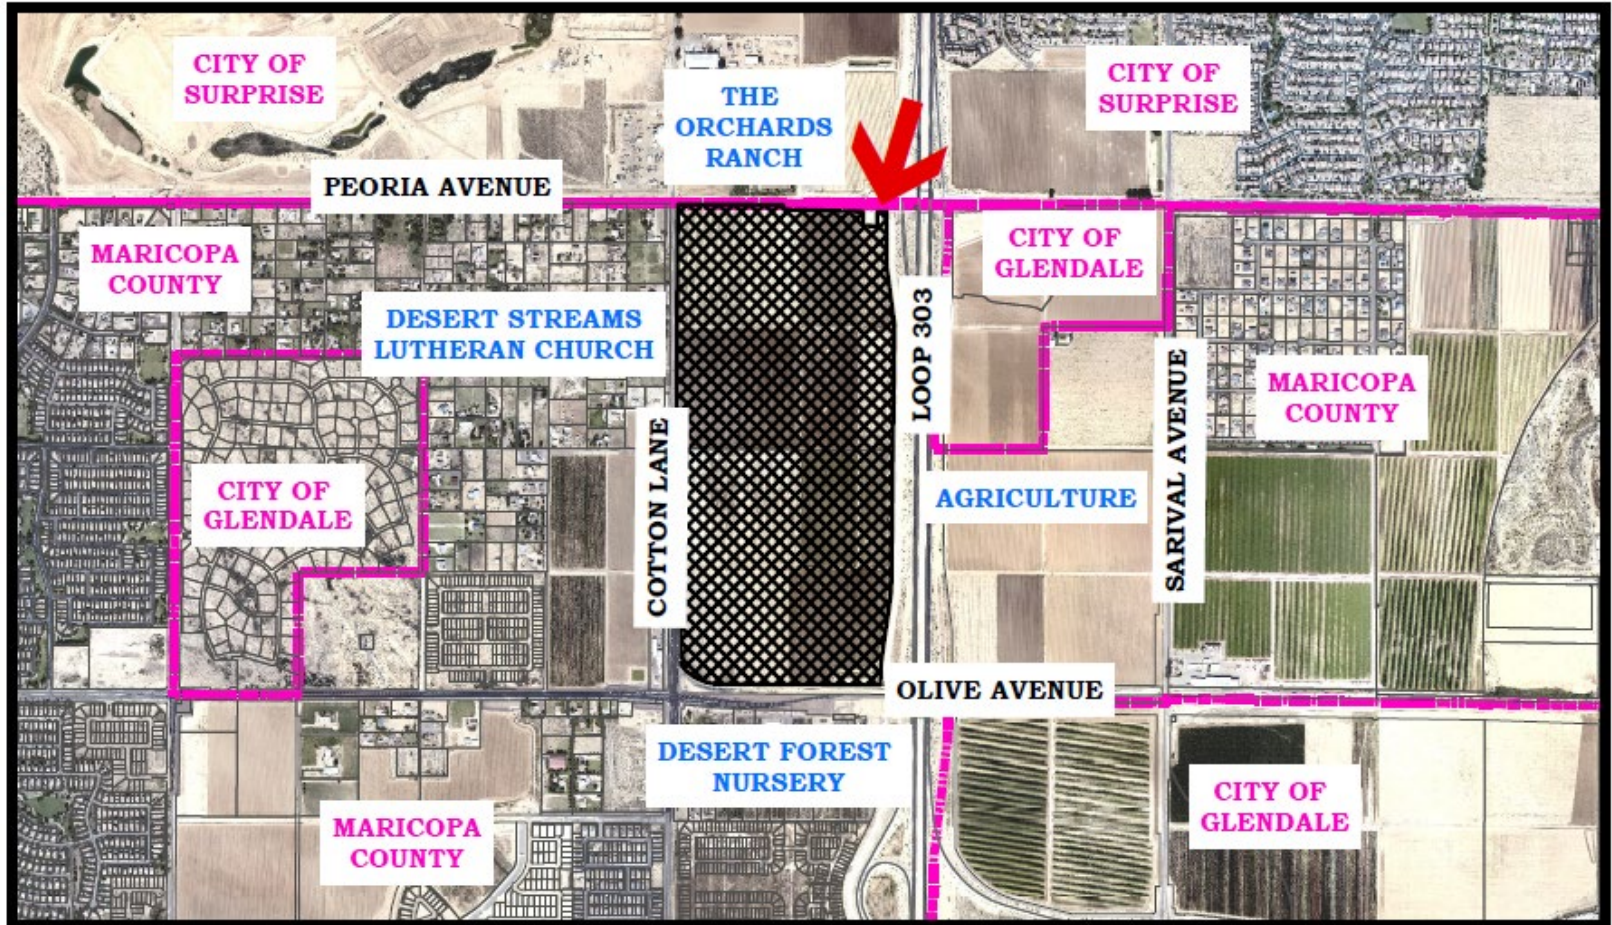 CITY OF
SURPRISE
THE
ORCHARDS
RANCH
CITY OF
SURPRISE
PEORIA AVENUE
MARICOPA
COUNTY
CITY OF
GLENDALE
DESERT STREAMS
LUTHERAN CHURCH
LOOP 303
MARICOPA
COUNTY
CITY OF
GLENDALE
COTTON LANE
AGRICULTURE
SARIVAL AVENUE
OLIVE AVENUE
DESERT FOREST
NURSERY
MARICOPA
COUNTY
CITY OF
GLENDALE